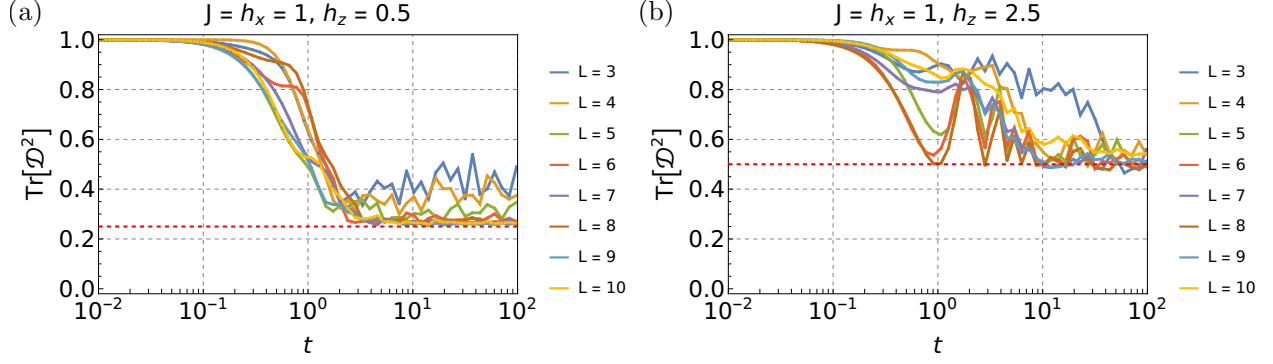 (a)
J = hₓ = 1, h_z = 0.5
Tr[𝒟²]
1.0
0.8
0.6
0.4
0.2
0.0
10⁻² 10⁻¹ 10⁰ 10¹ 10²
t
L = 3
L = 4
L = 5
L = 6
L = 7
L = 8
L = 9
L = 10
(b)
J = hₓ = 1, h_z = 2.5
Tr[𝒟²]
1.0
0.8
0.6
0.4
0.2
0.0
10⁻² 10⁻¹ 10⁰ 10¹ 10²
t
L = 3
L = 4
L = 5
L = 6
L = 7
L = 8
L = 9
L = 10